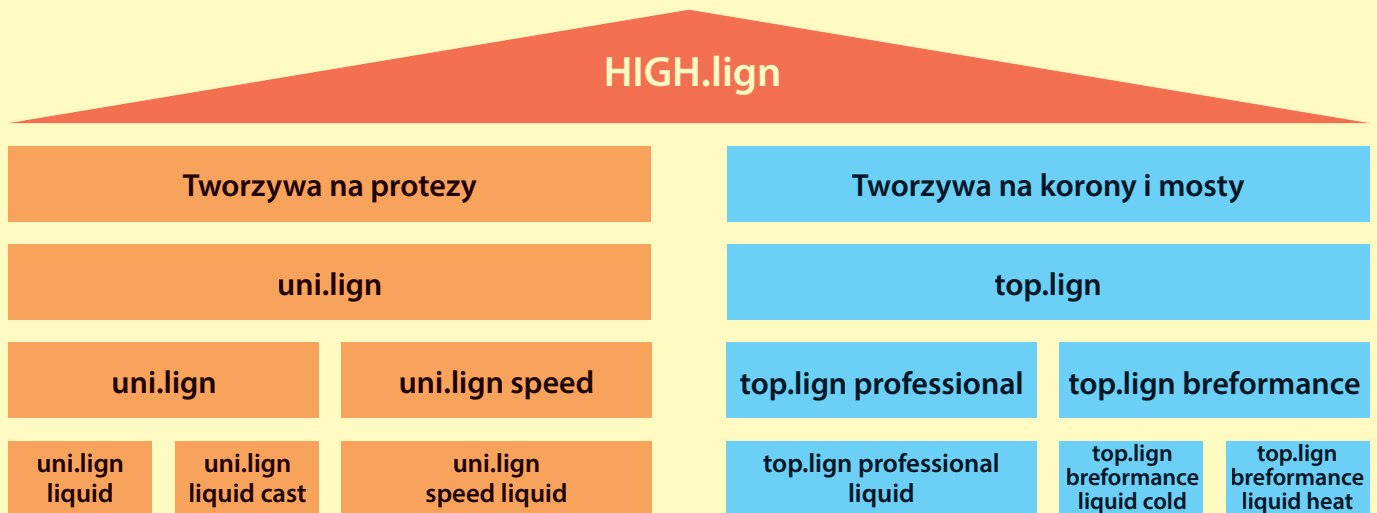 HIGH.lign
Tworzywa na protezy
Tworzywa na korony i mosty
uni.lign
top.lign
uni.lign
uni.lign speed
top.lign professional
top.lign breformance
uni.lign
liquid
uni.lign
liquid cast
uni.lign
speed liquid
top.lign professional
liquid
top.lign
breformance
liquid cold
top.lign
breformance
liquid heat